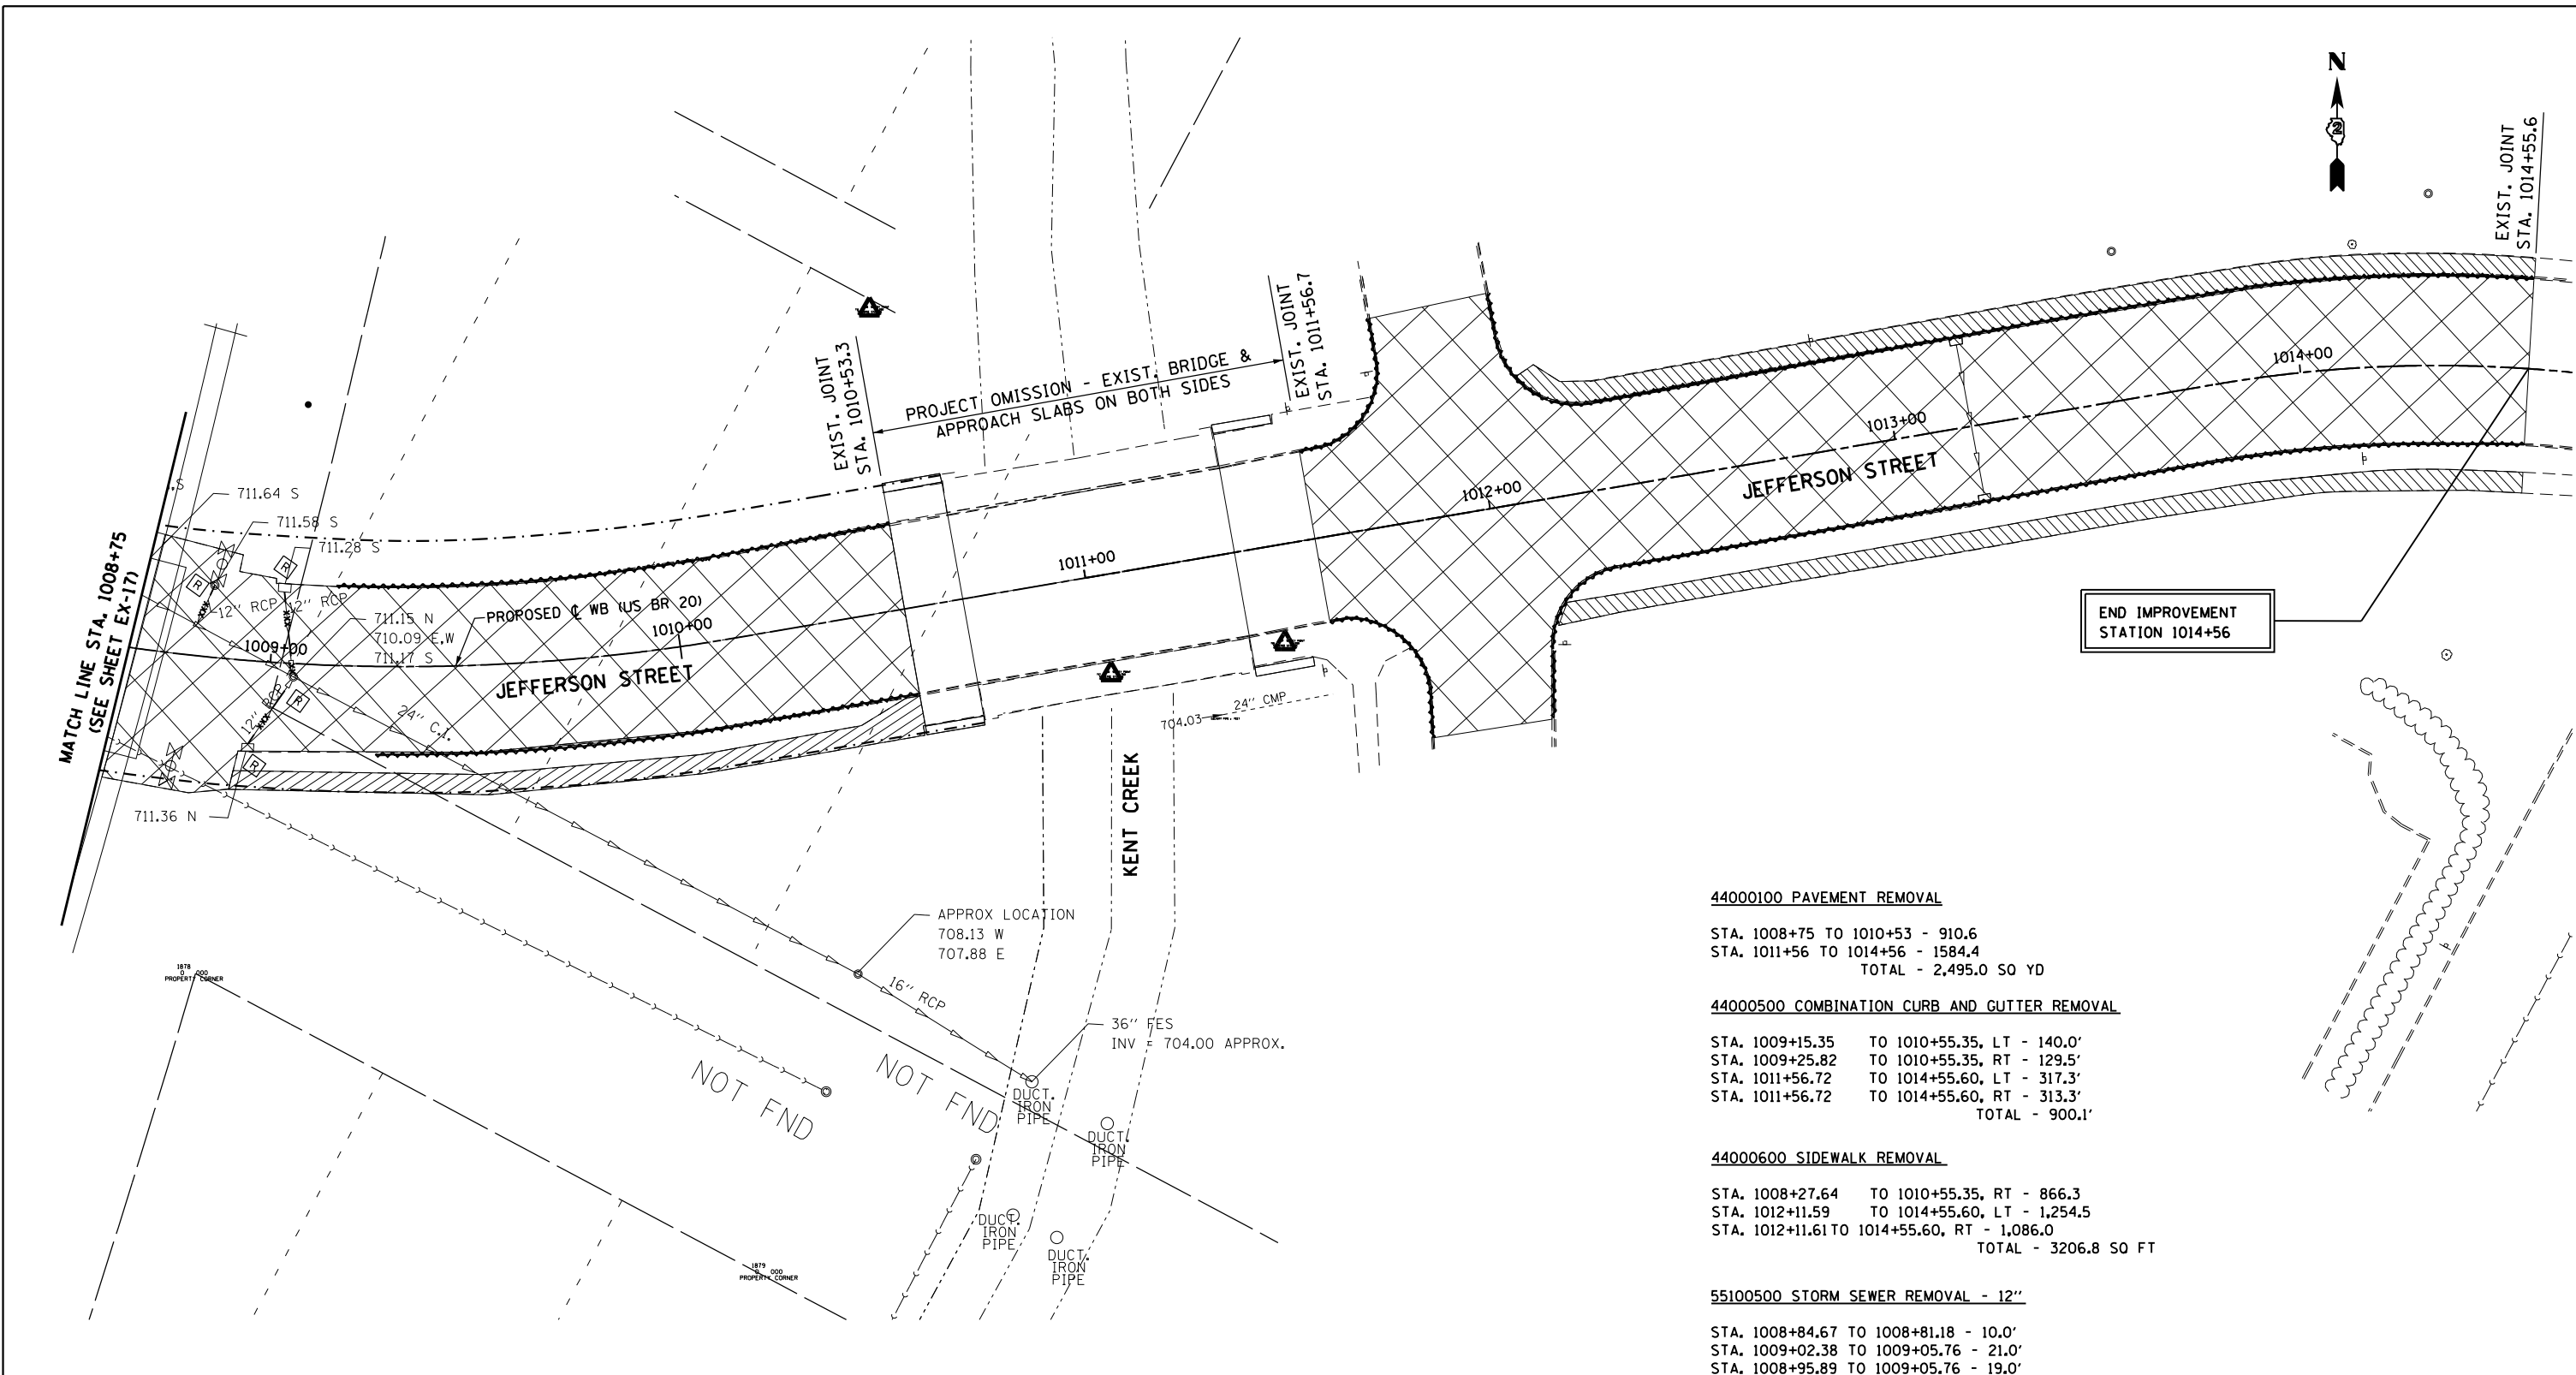 N
2
EXIST. JOINT
STA. 1014+55.6
EXIST. JOINT
STA. 1011+56.7
EXIST. JOINT
STA. 1010+53.3
PROJECT OMISSION - EXIST. BRIDGE &
APPROACH SLABS ON BOTH SIDES
1014+00
1013+00
JEFFERSON STREET
1012+00
1011+00
.S
711.64 S
711.58 S
711.28 S
R
R
12" RCP
12" RCP
MATCH LINE STA. 1008+75
(SEE SHEET EX-17)
PROPOSED ℄ WB (US BR 20)
711.15 N
710.09 E,W
711.17 S
1009+00
1010+00
JEFFERSON STREET
R
12" RCP
24" C.I.
R
711.36 N
704.03
24" CMP
KENT CREEK
END IMPROVEMENT
STATION 1014+56
APPROX LOCATION
708.13 W
707.88 E
16" RCP
36" FES
INV = 704.00 APPROX.
NOT FND
NOT FND
DUCT.
IRON
PIPE
DUCT.
IRON
PIPE
DUCT.
IRON
PIPE
DUCT.
IRON
PIPE
1878
0 .000
PROPERTY CORNER
1879
0 .000
PROPERTY CORNER
44000100 PAVEMENT REMOVAL
STA. 1008+75 TO 1010+53 - 910.6
STA. 1011+56 TO 1014+56 - 1584.4
TOTAL - 2,495.0 SQ YD
44000500 COMBINATION CURB AND GUTTER REMOVAL
STA. 1009+15.35 TO 1010+55.35, LT - 140.0'
STA. 1009+25.82 TO 1010+55.35, RT - 129.5'
STA. 1011+56.72 TO 1014+55.60, LT - 317.3'
STA. 1011+56.72 TO 1014+55.60, RT - 313.3'
TOTAL - 900.1'
44000600 SIDEWALK REMOVAL
STA. 1008+27.64 TO 1010+55.35, RT - 866.3
STA. 1012+11.59 TO 1014+55.60, LT - 1,254.5
STA. 1012+11.61 TO 1014+55.60, RT - 1,086.0
TOTAL - 3206.8 SQ FT
55100500 STORM SEWER REMOVAL - 12"
STA. 1008+84.67 TO 1008+81.18 - 10.0'
STA. 1009+02.38 TO 1009+05.76 - 21.0'
STA. 1008+95.89 TO 1009+05.76 - 19.0'